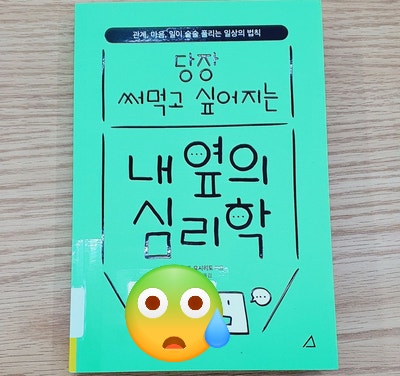 관계, 마음, 일이 술술 풀리는 일상의 법칙
당장
써먹고 싶어지는
내 옆의
심리학